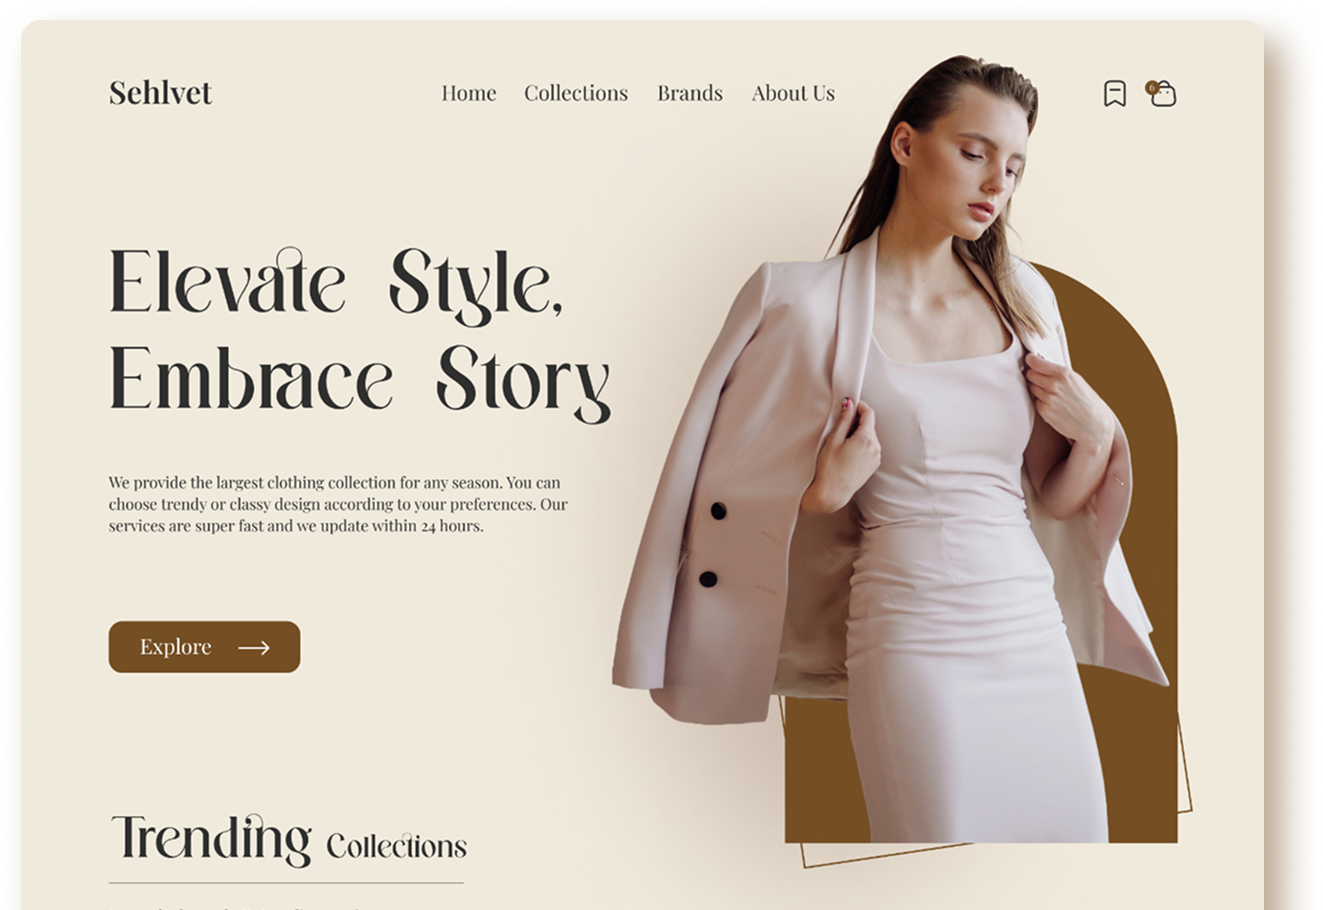 Sehlvet
Home Collections Brands About Us
6
Elevate Style,
Embrace Story
We provide the largest clothing collection for any season. You can
choose trendy or classy design according to your preferences. Our
services are super fast and we update within 24 hours.
Explore
Trending Collections